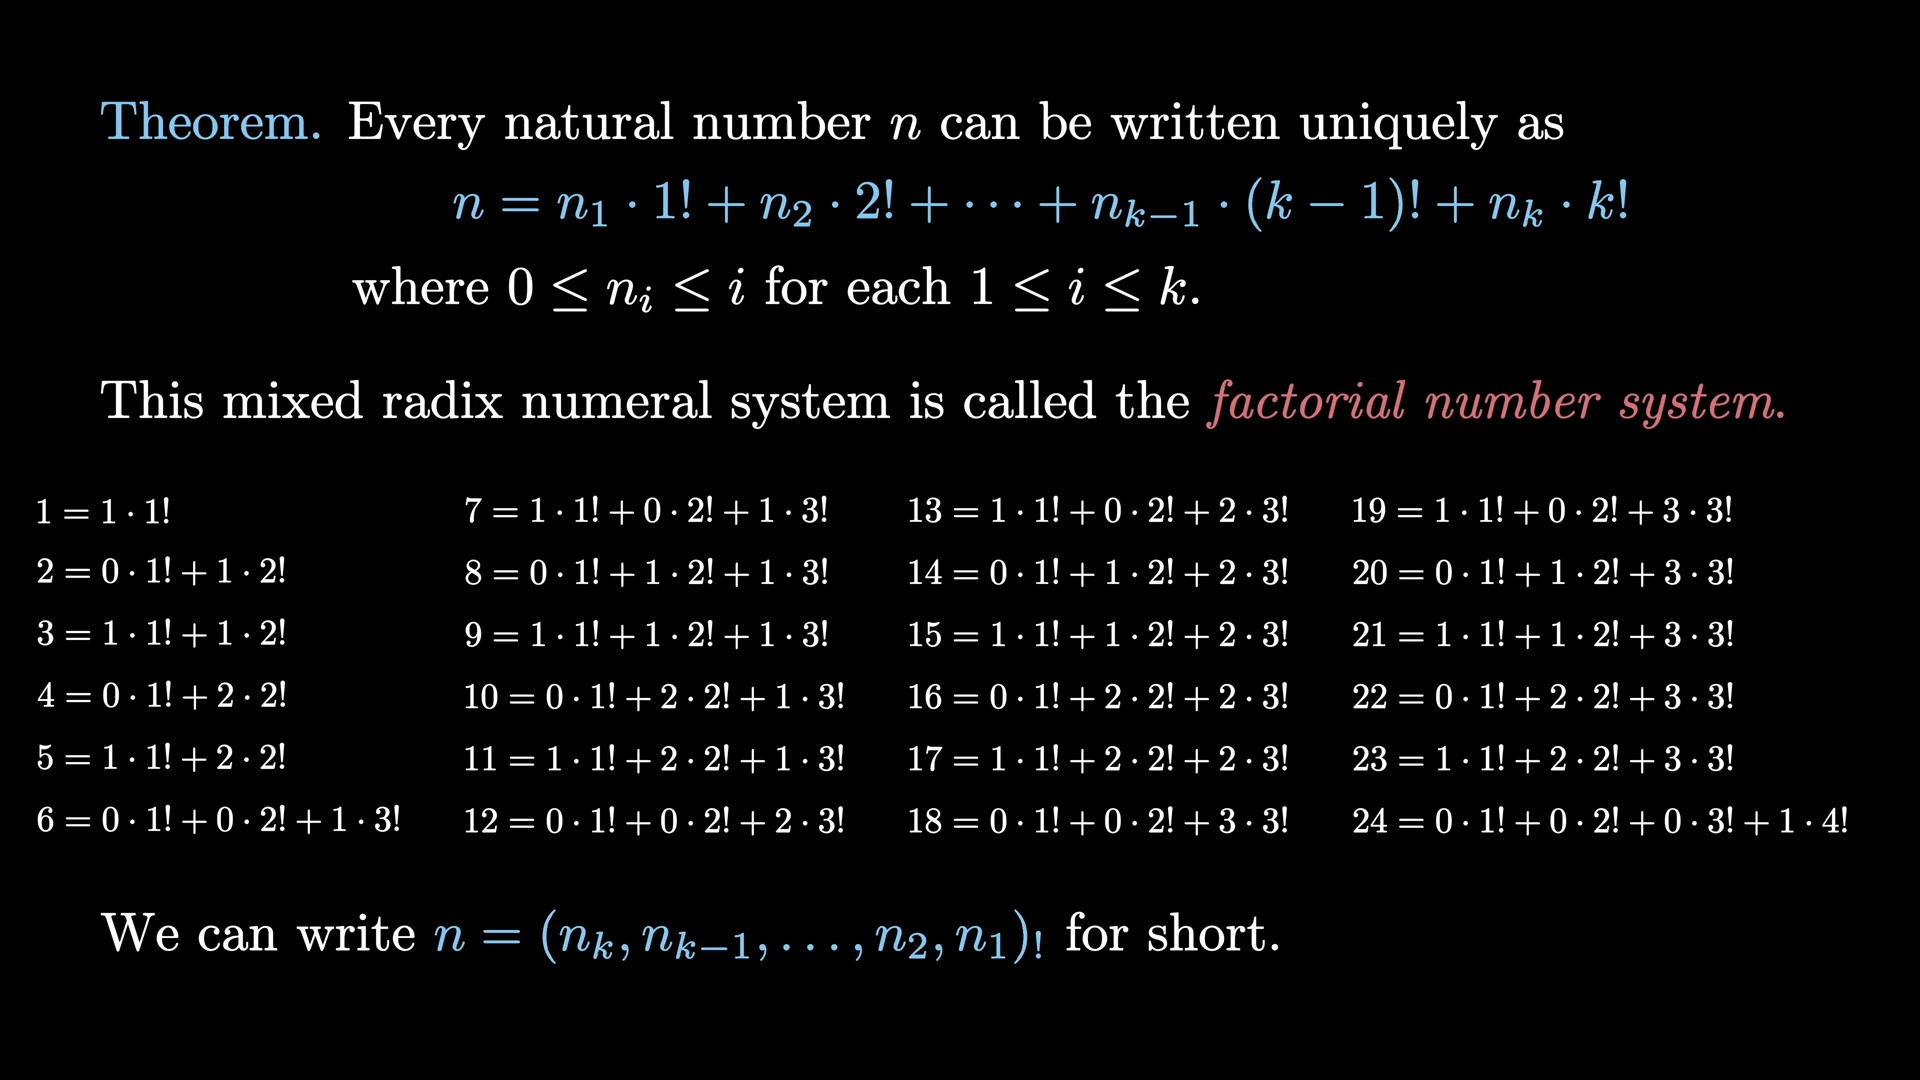 Theorem. Every natural number n can be written uniquely as
n = n₁ · 1! + n₂ · 2! + · · · + nₖ₋₁ · (k − 1)! + nₖ · k!
where 0 ≤ nᵢ ≤ i for each 1 ≤ i ≤ k.
This mixed radix numeral system is called the factorial number system.
1 = 1 · 1!
2 = 0 · 1! + 1 · 2!
3 = 1 · 1! + 1 · 2!
4 = 0 · 1! + 2 · 2!
5 = 1 · 1! + 2 · 2!
6 = 0 · 1! + 0 · 2! + 1 · 3!
7 = 1 · 1! + 0 · 2! + 1 · 3!
8 = 0 · 1! + 1 · 2! + 1 · 3!
9 = 1 · 1! + 1 · 2! + 1 · 3!
10 = 0 · 1! + 2 · 2! + 1 · 3!
11 = 1 · 1! + 2 · 2! + 1 · 3!
12 = 0 · 1! + 0 · 2! + 2 · 3!
13 = 1 · 1! + 0 · 2! + 2 · 3!
14 = 0 · 1! + 1 · 2! + 2 · 3!
15 = 1 · 1! + 1 · 2! + 2 · 3!
16 = 0 · 1! + 2 · 2! + 2 · 3!
17 = 1 · 1! + 2 · 2! + 2 · 3!
18 = 0 · 1! + 0 · 2! + 3 · 3!
19 = 1 · 1! + 0 · 2! + 3 · 3!
20 = 0 · 1! + 1 · 2! + 3 · 3!
21 = 1 · 1! + 1 · 2! + 3 · 3!
22 = 0 · 1! + 2 · 2! + 3 · 3!
23 = 1 · 1! + 2 · 2! + 3 · 3!
24 = 0 · 1! + 0 · 2! + 0 · 3! + 1 · 4!
We can write n = (nₖ, nₖ₋₁, . . . , n₂, n₁)! for short.